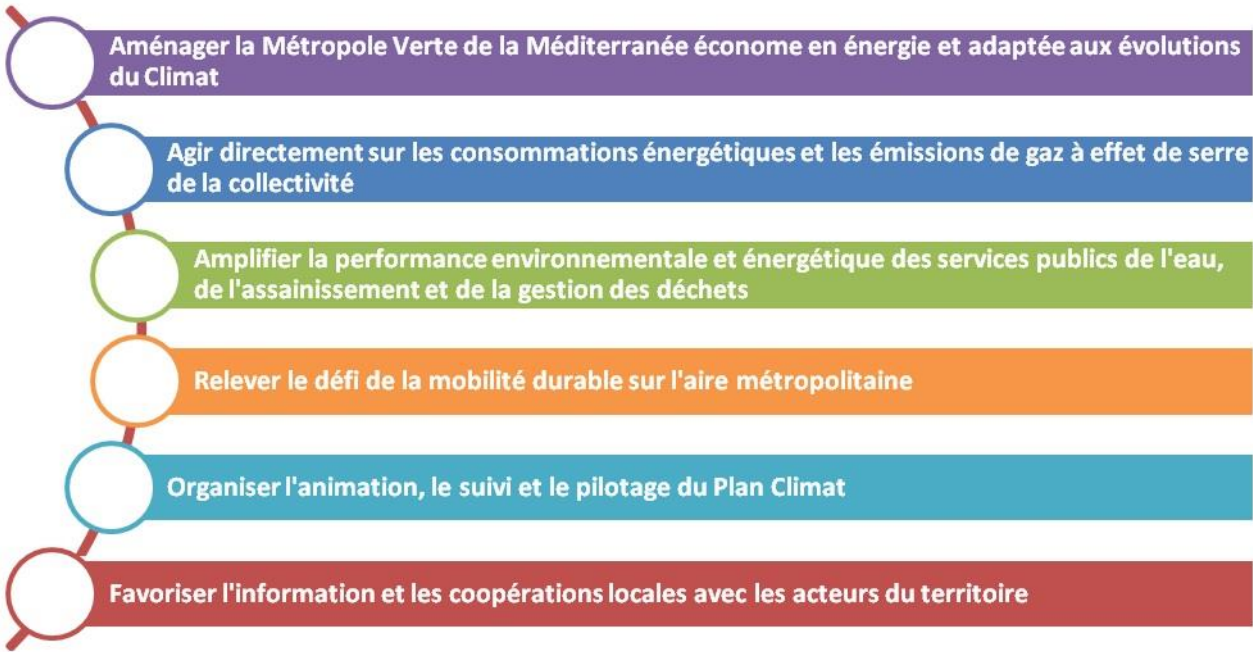 Aménager la Métropole Verte de la Méditerranée économe en énergie et adaptée aux évolutions
du Climat
Agir directement sur les consommations énergétiques et les émissions de gaz à effet de serre
de la collectivité
Amplifier la performance environnementale et énergétique des services publics de l'eau,
de l'assainissement et de la gestion des déchets
Relever le défi de la mobilité durable sur l'aire métropolitaine
Organiser l'animation, le suivi et le pilotage du Plan Climat
Favoriser l'information et les coopérations locales avec les acteurs du territoire